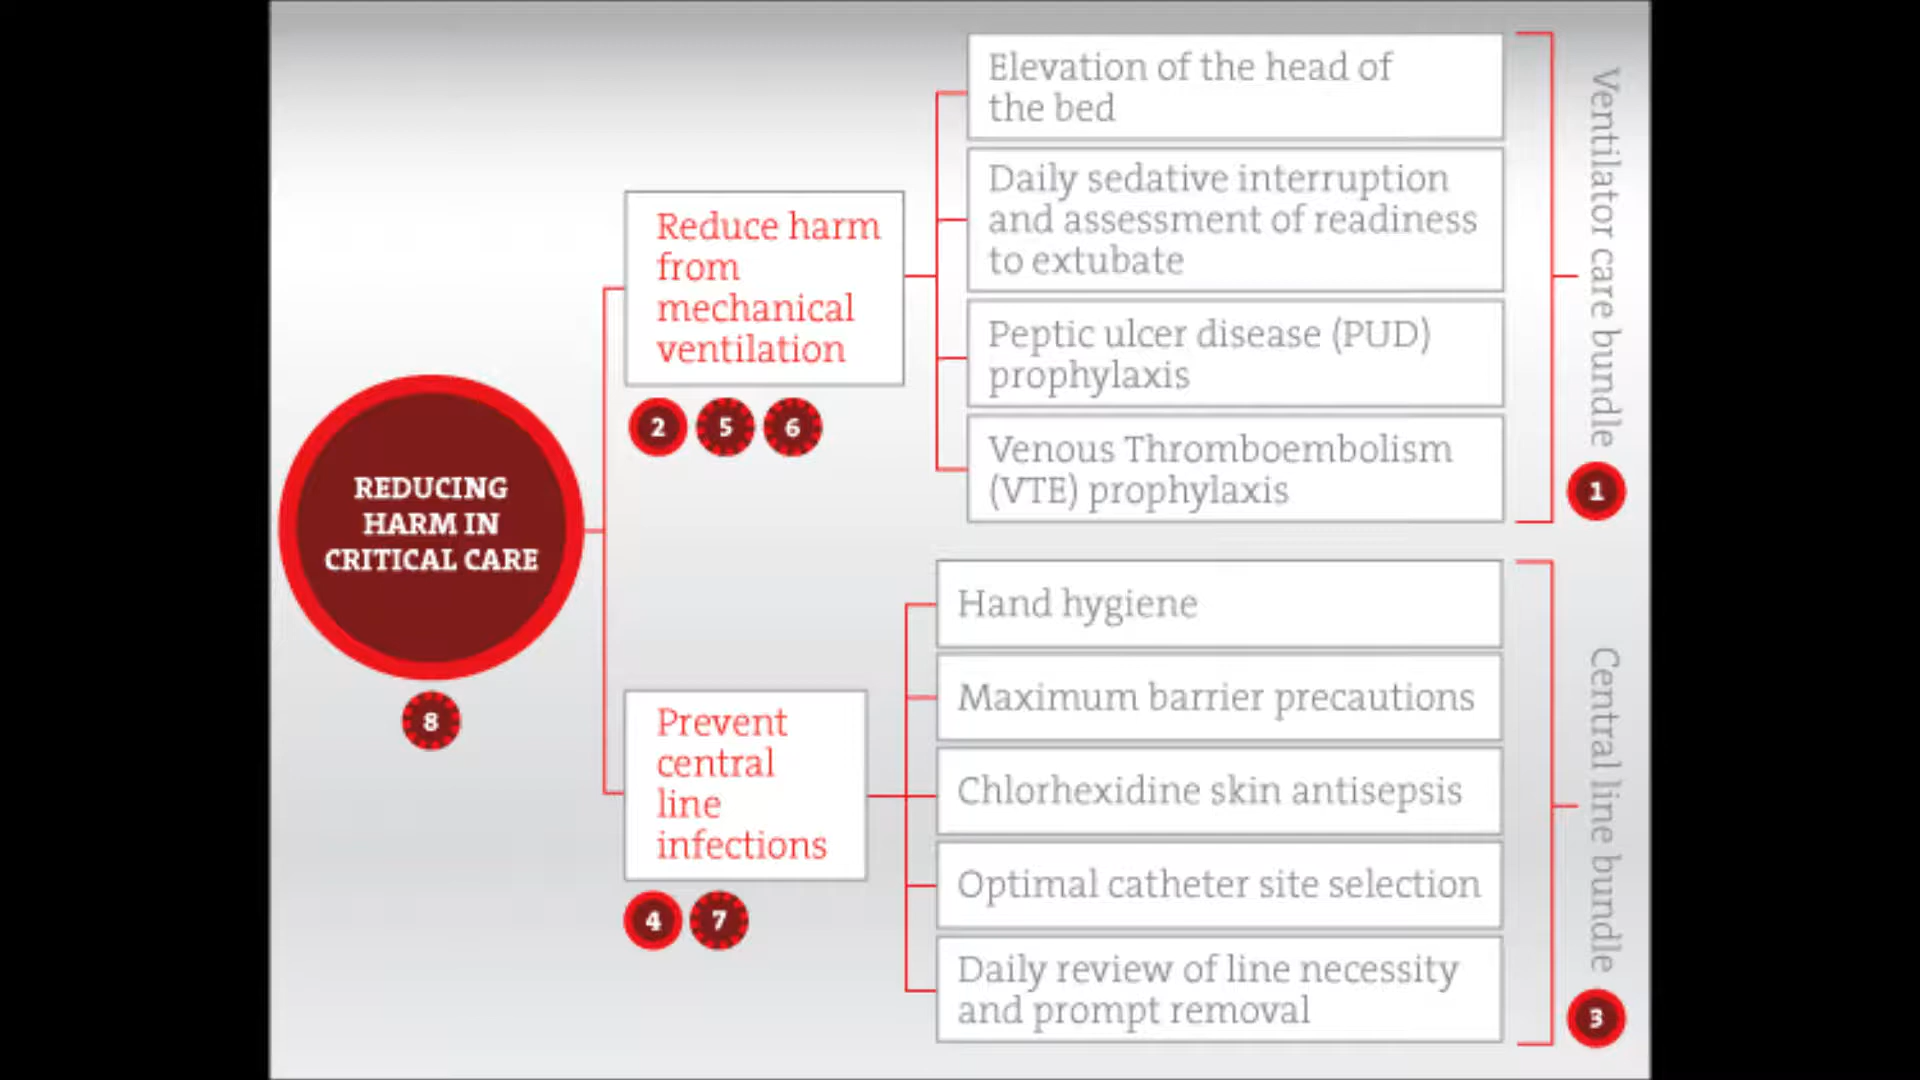 REDUCING
HARM IN
CRITICAL CARE
8
Reduce harm
from
mechanical
ventilation
2 5 6
Elevation of the head of
the bed
Daily sedative interruption
and assessment of readiness
to extubate
Peptic ulcer disease (PUD)
prophylaxis
Venous Thromboembolism
(VTE) prophylaxis
Ventilator care bundle
1
Prevent
central
line
infections
4 7
Hand hygiene
Maximum barrier precautions
Chlorhexidine skin antisepsis
Optimal catheter site selection
Daily review of line necessity
and prompt removal
Central line bundle
3